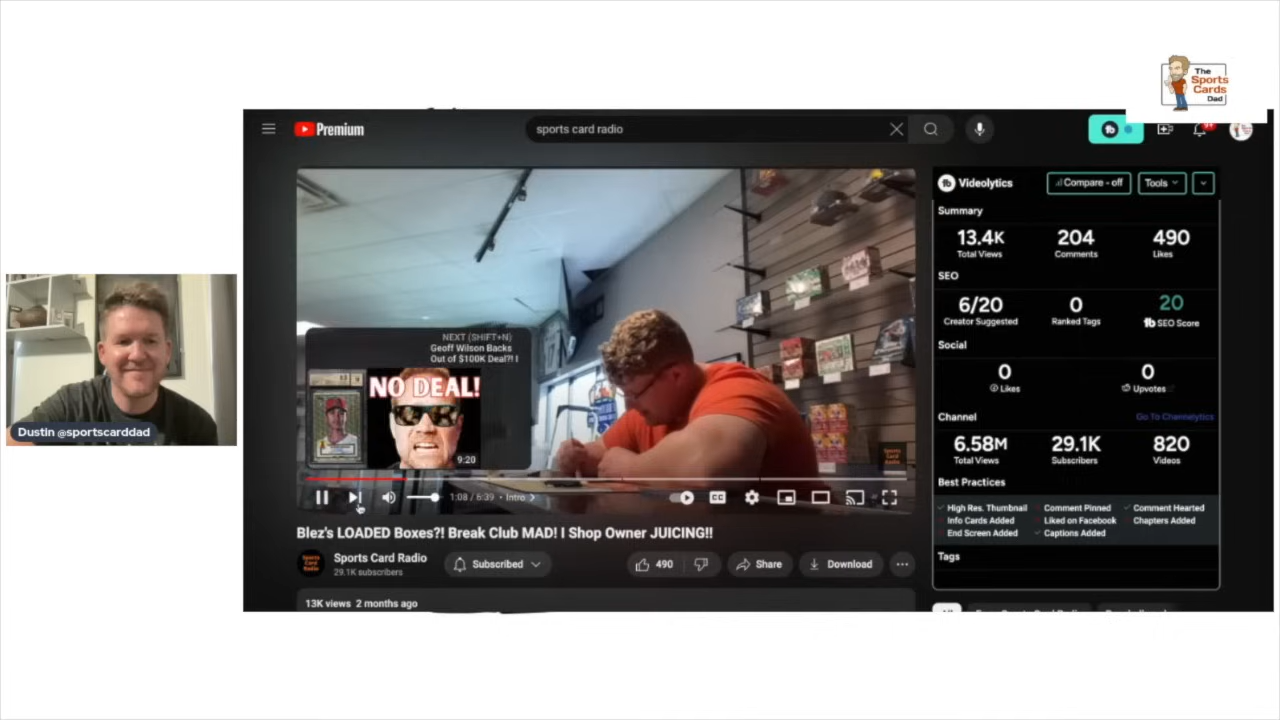 The
Sports
Cards
Dad
Premium
sports card radio
9+
Videolytics
Compare - off
Tools
Summary
13.4K
204
490
Total Views
Comments
Likes
SEO
6/20
0
20
Creator Suggested
Ranked Tags
SEO Score
Social
0
0
Likes
Upvotes
Channel
Go To Channelytics
6.58M
29.1K
820
Total Views
Subscribers
Videos
Best Practices
High Res. Thumbnail
Comment Pinned
Comment Hearted
Info Cards Added
Liked on Facebook
Chapters Added
End Screen Added
Captions Added
Tags
NEXT (SHIFT+N)
Geoff Wilson Backs
Out of $100K Deal?! I
NO DEAL!
9:20
Sports
Card
Radio
1:08 / 6:39 • Intro
Dustin @sportscarddad
Blez's LOADED Boxes?! Break Club MAD! I Shop Owner JUICING!!
Sports Card Radio
29.1K subscribers
Subscribed
490
Share
Download
13K views 2 months ago